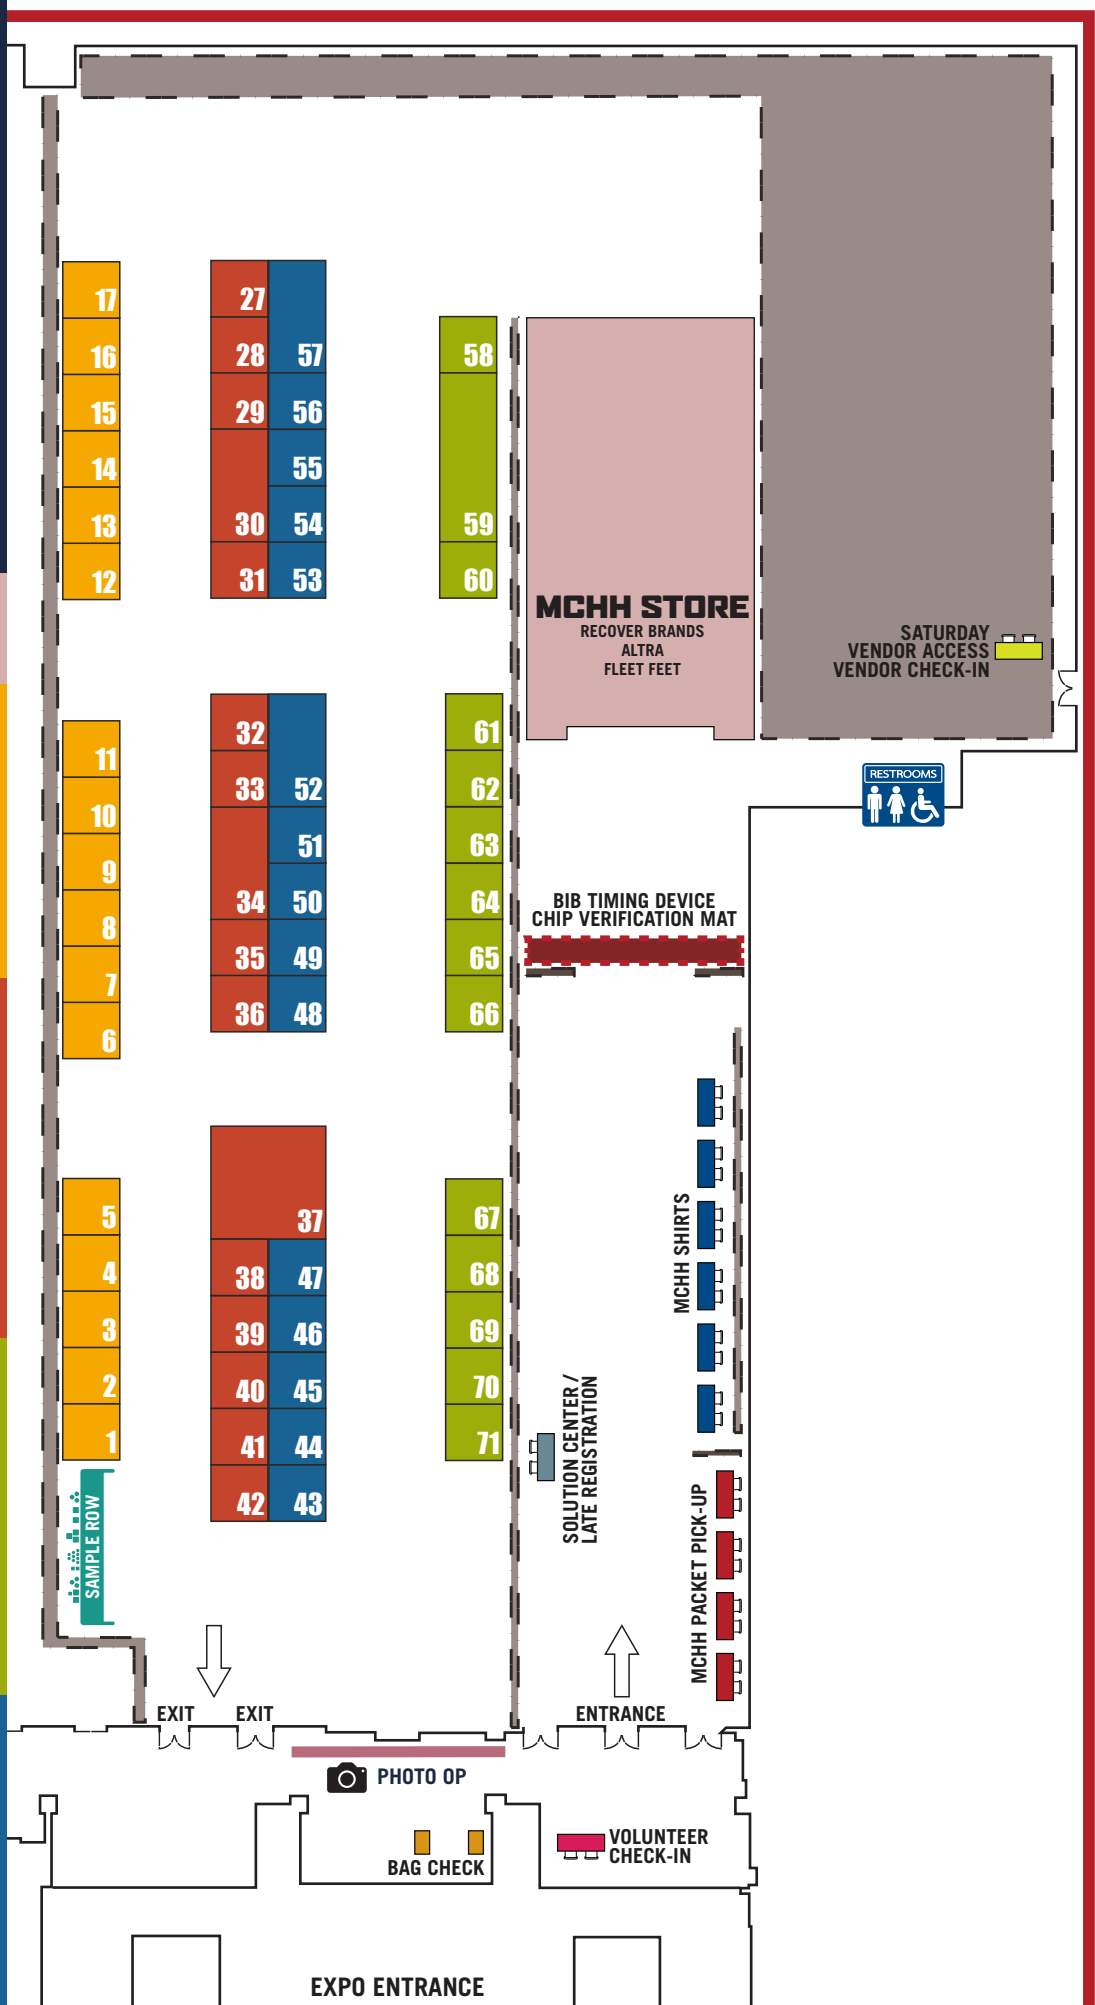 17
16
15
14
13
12
27
28
29
30
31
57
56
55
54
53
58
59
60
MCHH STORE
RECOVER BRANDS
ALTRA
FLEET FEET
SATURDAY
VENDOR ACCESS
VENDOR CHECK-IN
RESTROOMS
11
10
9
8
7
6
32
33
34
35
36
52
51
50
49
48
61
62
63
64
65
66
BIB TIMING DEVICE
CHIP VERIFICATION MAT
5
4
3
2
1
37
38
39
40
41
42
47
46
45
44
43
67
68
69
70
71
MCHH SHIRTS
SOLUTION CENTER /
LATE REGISTRATION
MCHH PACKET PICK-UP
SAMPLE ROW
EXIT
EXIT
ENTRANCE
PHOTO OP
BAG CHECK
VOLUNTEER
CHECK-IN
EXPO ENTRANCE